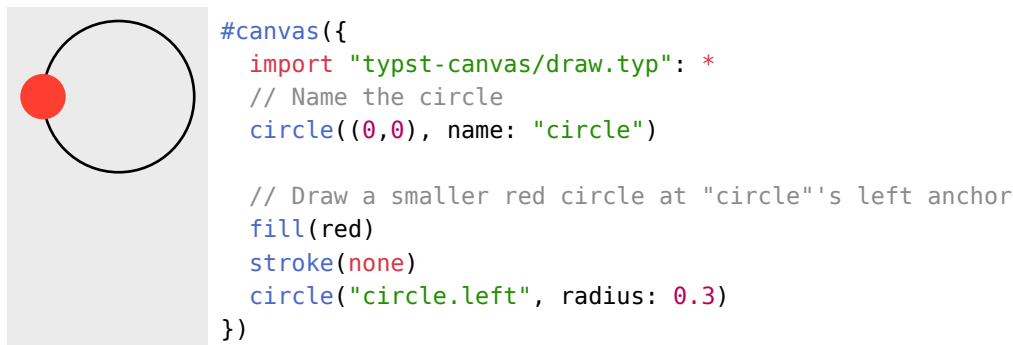 #canvas({
  import "typst-canvas/draw.typ": *
  // Name the circle
  circle((0,0), name: "circle")

  // Draw a smaller red circle at "circle"'s left anchor
  fill(red)
  stroke(none)
  circle("circle.left", radius: 0.3)
})